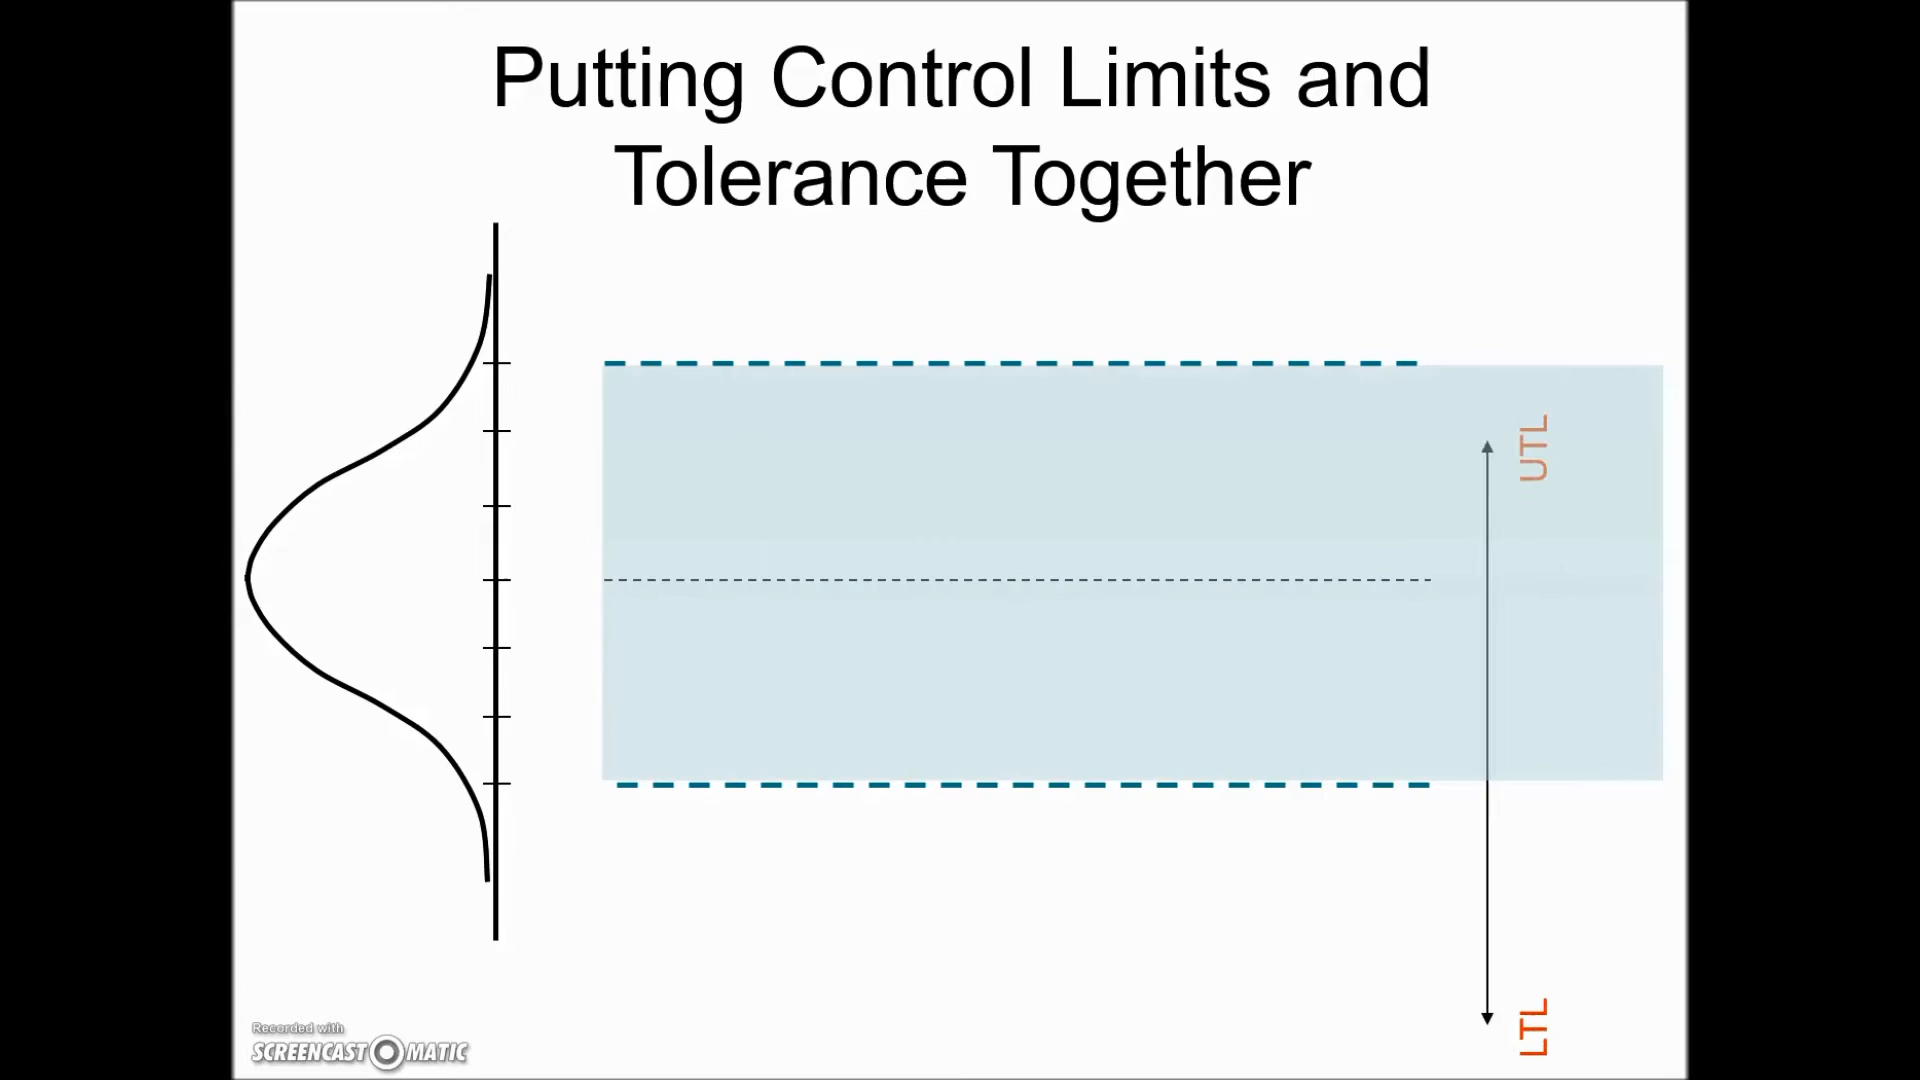 Putting Control Limits and
Tolerance Together
UTL
LTL
Recorded with
SCREENCAST-O-MATIC